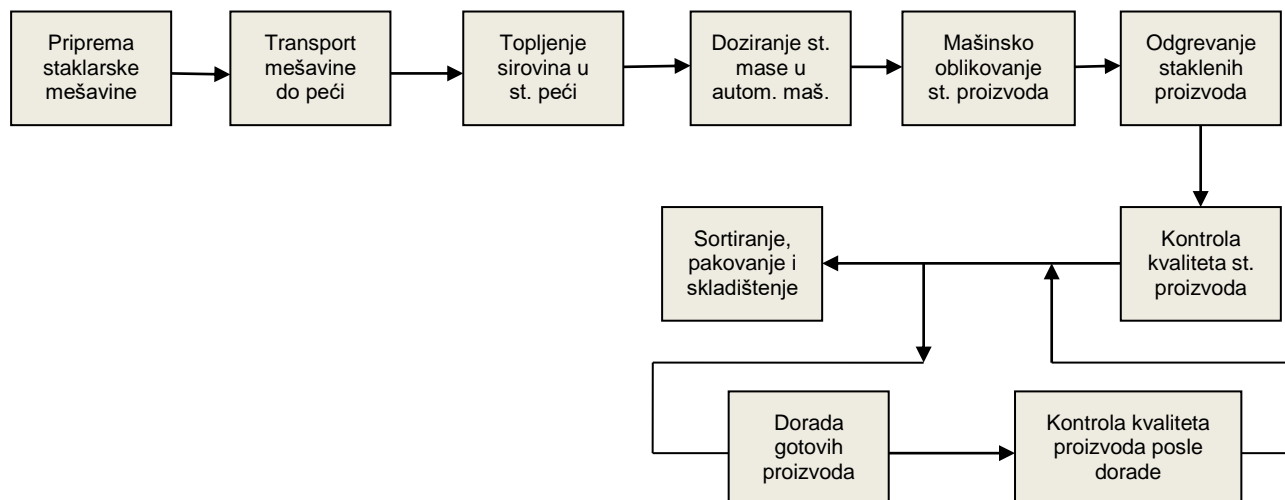 Priprema
staklarske
mešavine
Transport
mešavine
do peći
Topljenje
sirovina u
st. peći
Doziranje st.
mase u
autom. maš.
Mašinsko
oblikovanje
st. proizvoda
Odgrevanje
staklenih
proizvoda
Sortiranje,
pakovanje i
skladištenje
Kontrola
kvaliteta st.
proizvoda
Dorada
gotovih
proizvoda
Kontrola kvaliteta
proizvoda posle
dorade